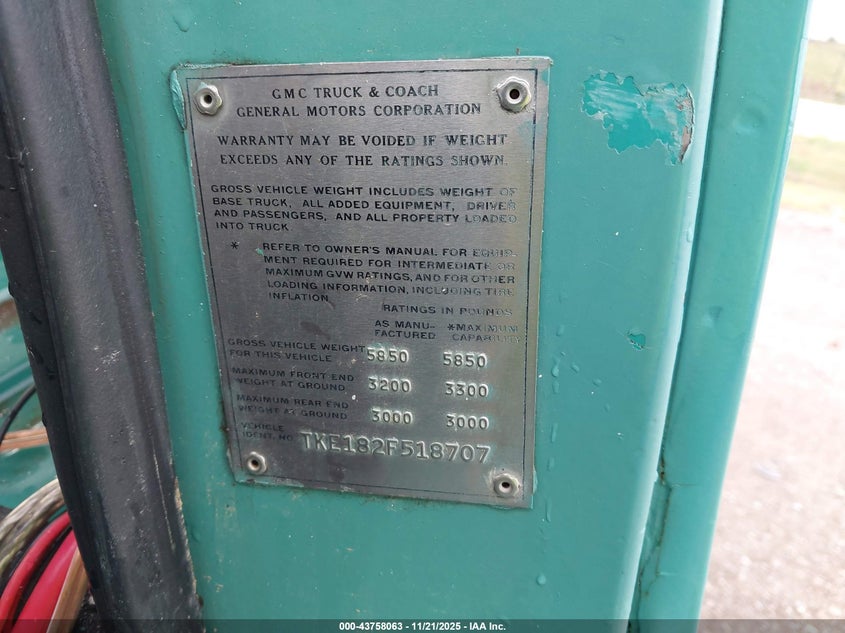 GMC TRUCK & COACH
GENERAL MOTORS CORPORATION
WARRANTY MAY BE VOIDED IF WEIGHT
EXCEEDS ANY OF THE RATINGS SHOWN.
GROSS VEHICLE WEIGHT INCLUDES WEIGHT OF
BASE TRUCK, ALL ADDED EQUIPMENT, DRIVER
AND PASSENGERS, AND ALL PROPERTY LOADED
INTO TRUCK.
* REFER TO OWNER'S MANUAL FOR EQUIP-
MENT REQUIRED FOR INTERMEDIATE OR
MAXIMUM GVW RATINGS, AND FOR OTHER
LOADING INFORMATION, INCLUDING TIRE
INFLATION.
RATINGS IN POUNDS
AS MANU- *MAXIMUM
FACTURED CAPABILITY
GROSS VEHICLE WEIGHT
FOR THIS VEHICLE 5850 5850
MAXIMUM FRONT END
WEIGHT AT GROUND 3200 3300
MAXIMUM REAR END
WEIGHT AT GROUND 3000 3000
VEHICLE
IDENT. NO. TKE182F518707
000-43758063 - 11/21/2025 - IAA Inc.